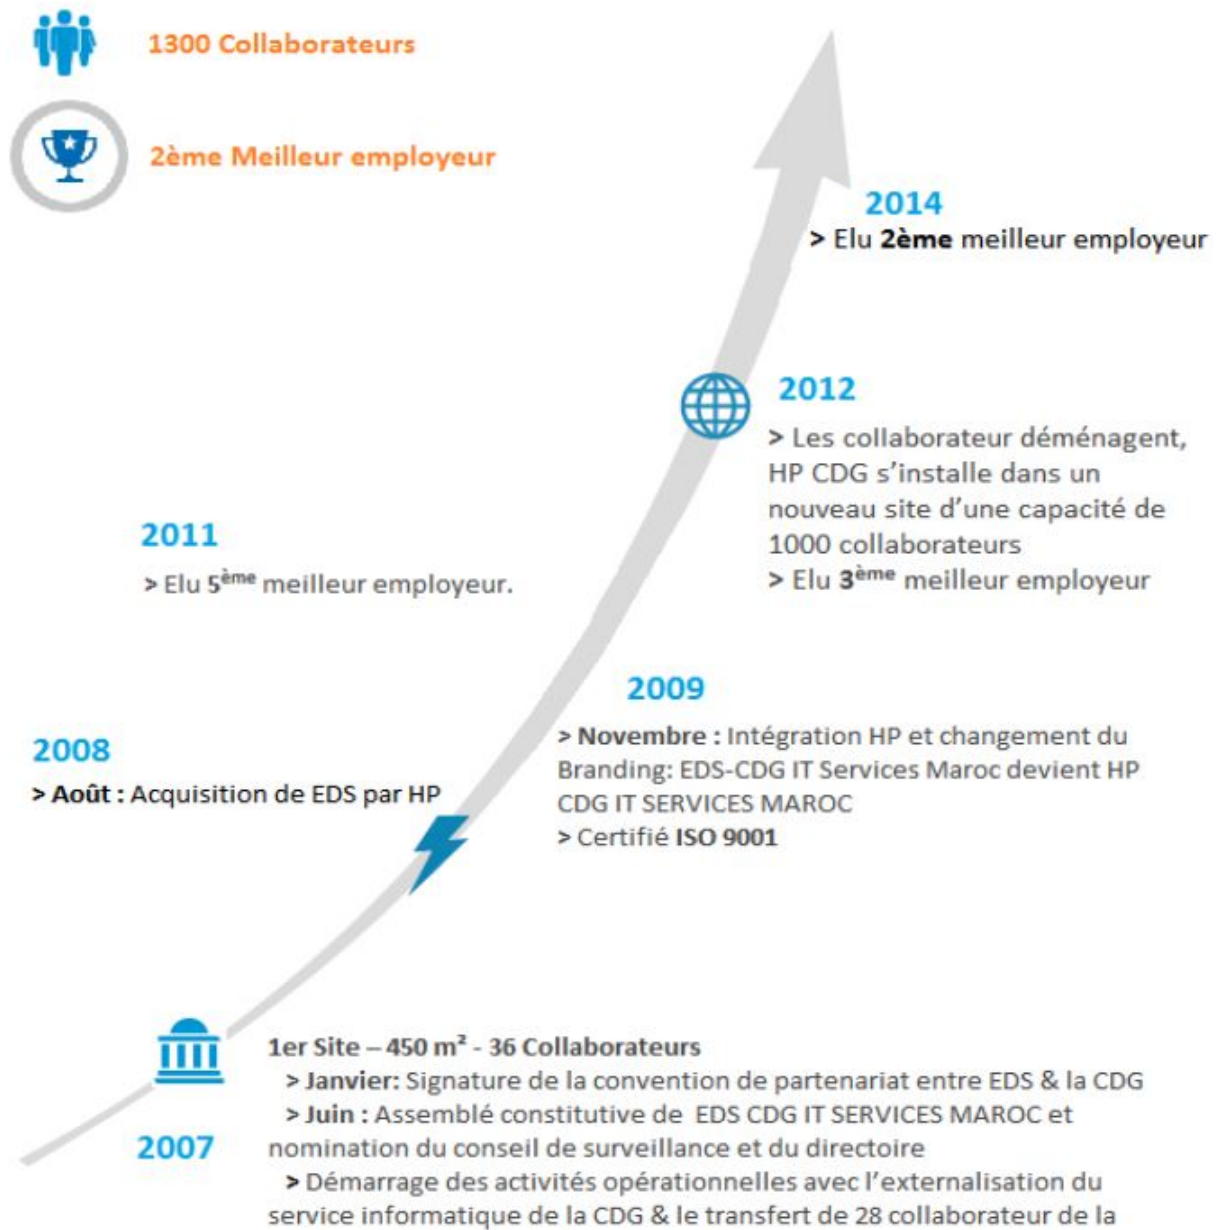 1300 Collaborateurs
2ème Meilleur employeur
2014
> Elu 2ème meilleur employeur
2012
> Les collaborateur déménagent,
HP CDG s’installe dans un
nouveau site d’une capacité de
1000 collaborateurs
> Elu 3ème meilleur employeur
2011
> Elu 5ème meilleur employeur.
2009
> Novembre : Intégration HP et changement du
Branding: EDS-CDG IT Services Maroc devient HP
CDG IT SERVICES MAROC
> Certifié ISO 9001
2008
> Août : Acquisition de EDS par HP
1er Site – 450 m² - 36 Collaborateurs
> Janvier: Signature de la convention de partenariat entre EDS & la CDG
> Juin : Assemblé constitutive de EDS CDG IT SERVICES MAROC et
nomination du conseil de surveillance et du directoire
> Démarrage des activités opérationnelles avec l’externalisation du
service informatique de la CDG & le transfert de 28 collaborateur de la
2007